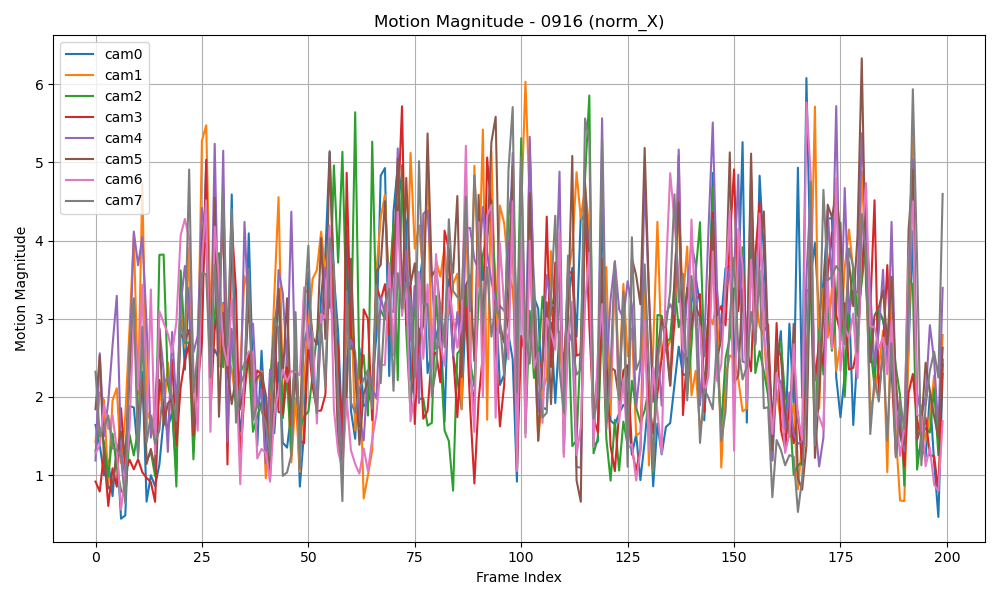 Motion Magnitude - 0916 (norm_X)
cam0
cam1
cam2
cam3
cam4
cam5
cam6
cam7
Motion Magnitude
6
5
4
3
2
1
0 25 50 75 100 125 150 175 200
Frame Index